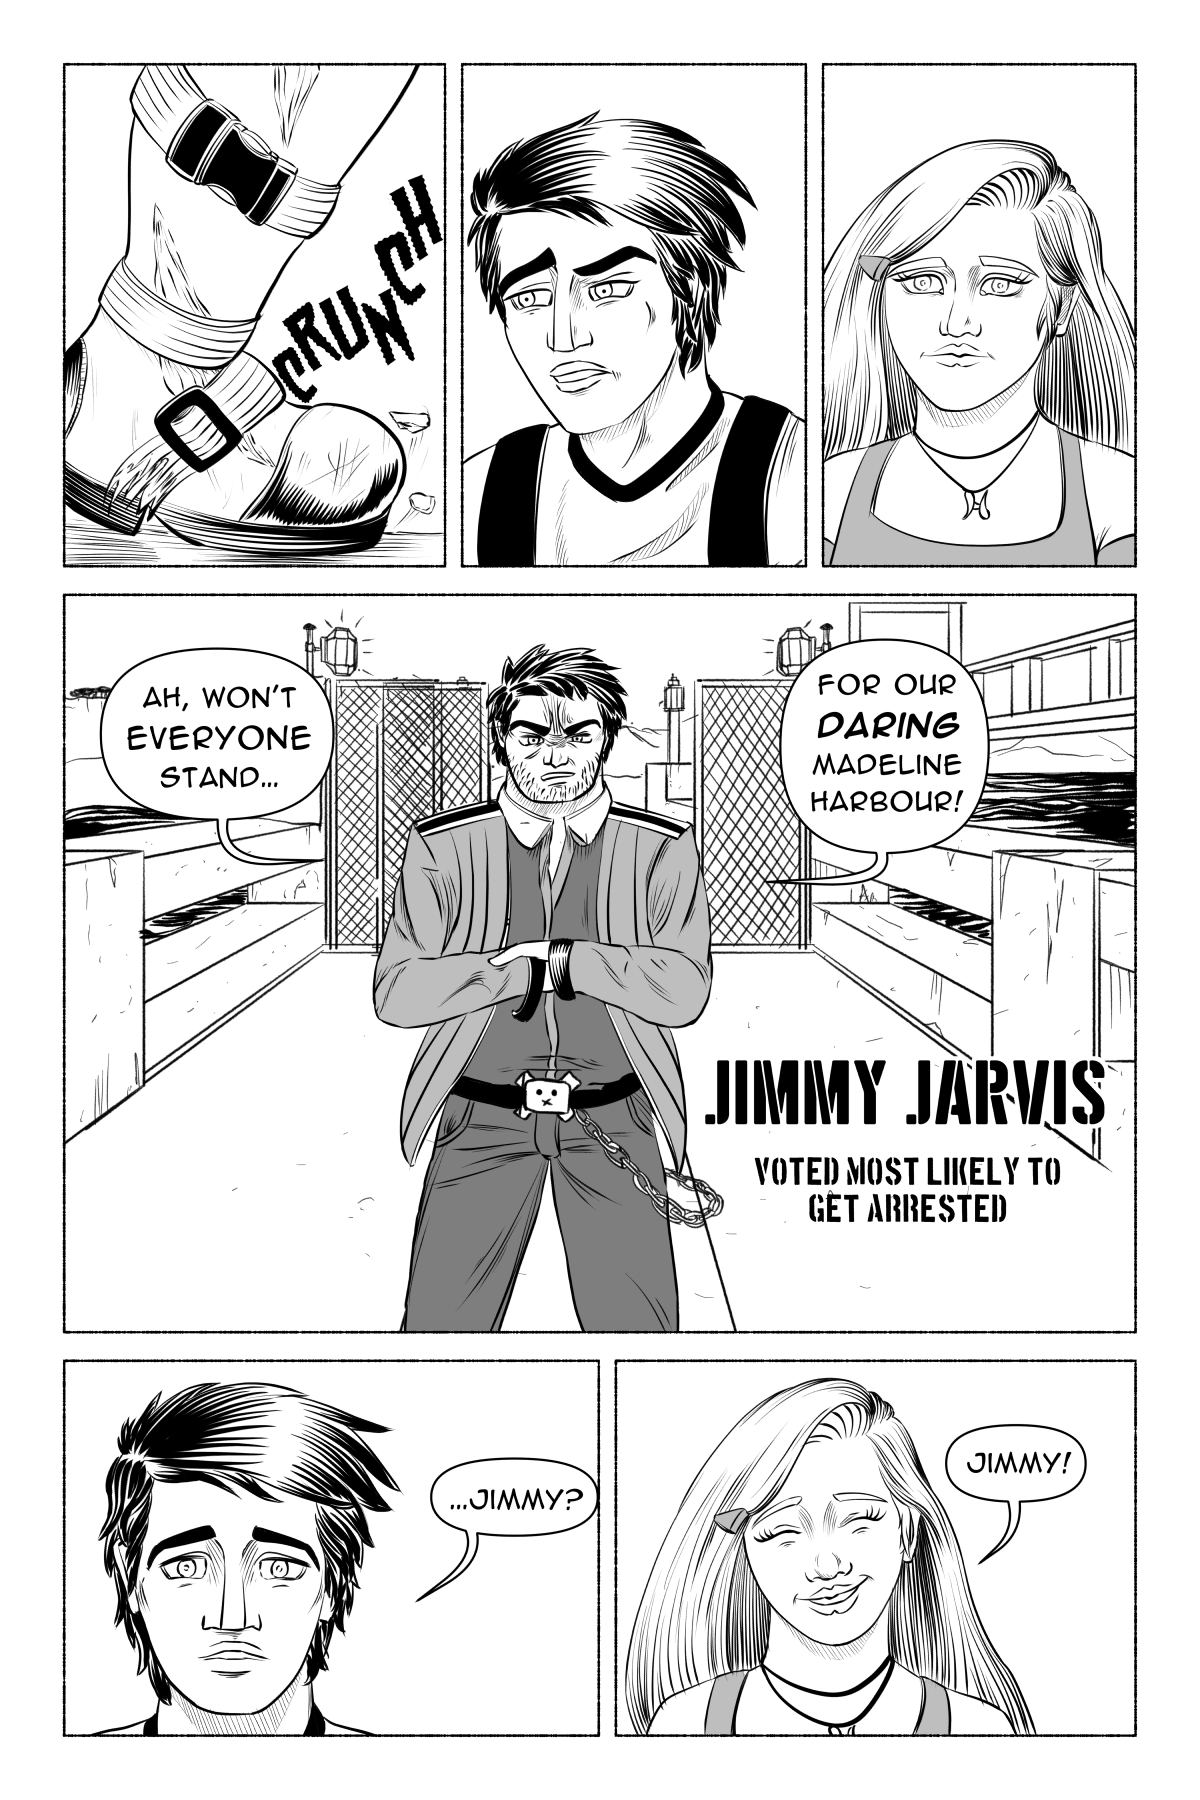 CRUNCH
AH, WON'T
EVERYONE
STAND...
FOR OUR
DARING
MADELINE
HARBOUR!
JIMMY JARVIS
VOTED MOST LIKELY TO
GET ARRESTED
...JIMMY?
JIMMY!